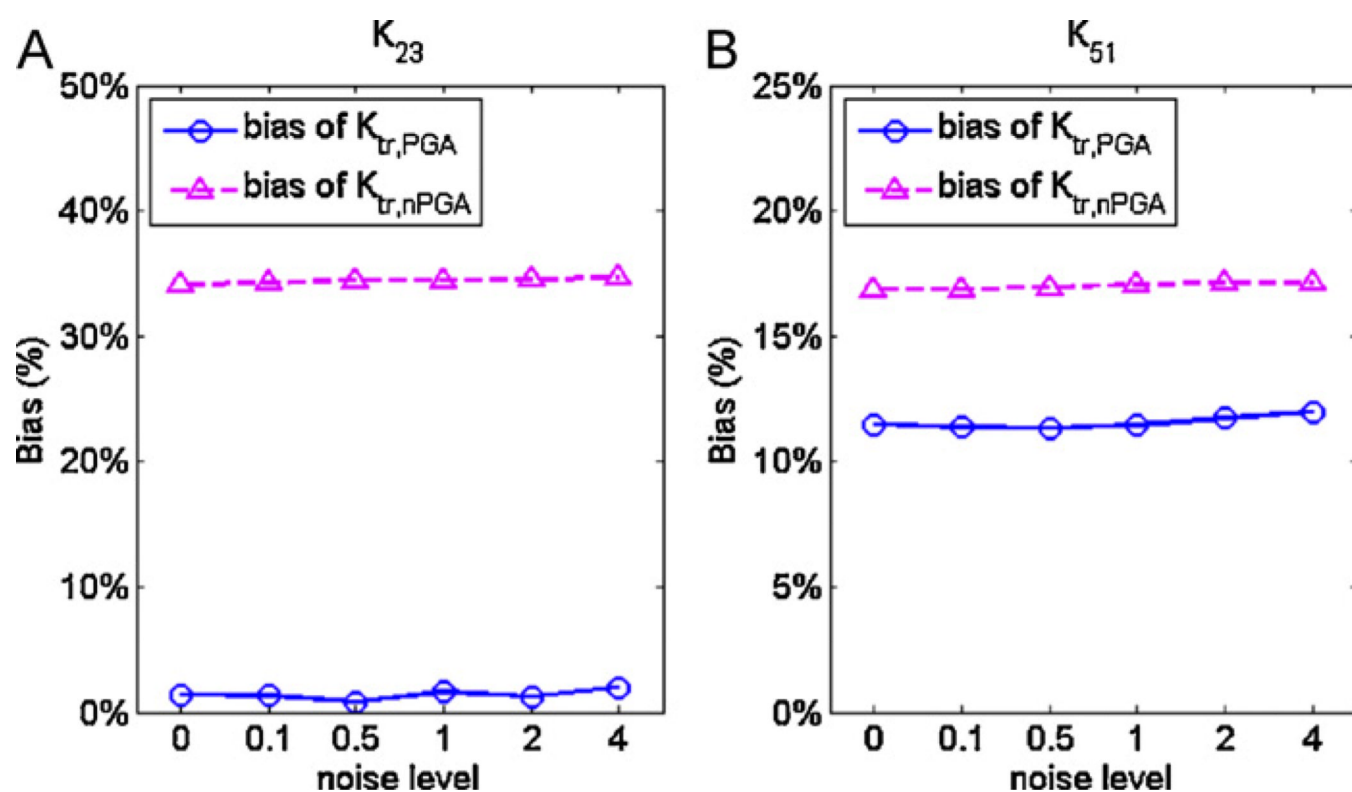 A
K23
50%
40%
30%
20%
10%
0%
Bias (%)
bias of Ktr,PGA
bias of Ktr,nPGA
0 0.1 0.5 1 2 4
noise level
B
K51
25%
20%
15%
10%
5%
0%
Bias (%)
bias of Ktr,PGA
bias of Ktr,nPGA
0 0.1 0.5 1 2 4
noise level